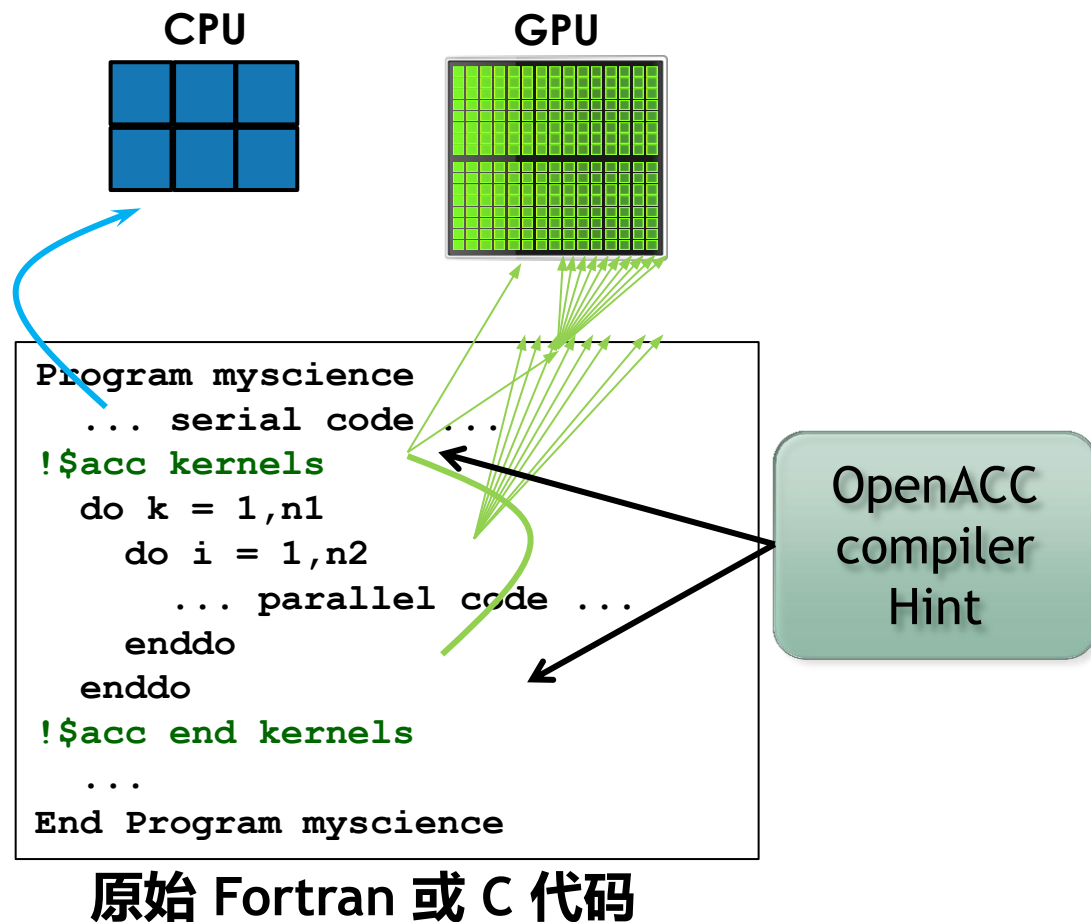 CPU
GPU
Program myscience
... serial code ...
!$acc kernels
do k = 1,n1
do i = 1,n2
... parallel code ...
enddo
enddo
!$acc end kernels
...
End Program myscience
OpenACC
compiler
Hint
原始 Fortran 或 C 代码